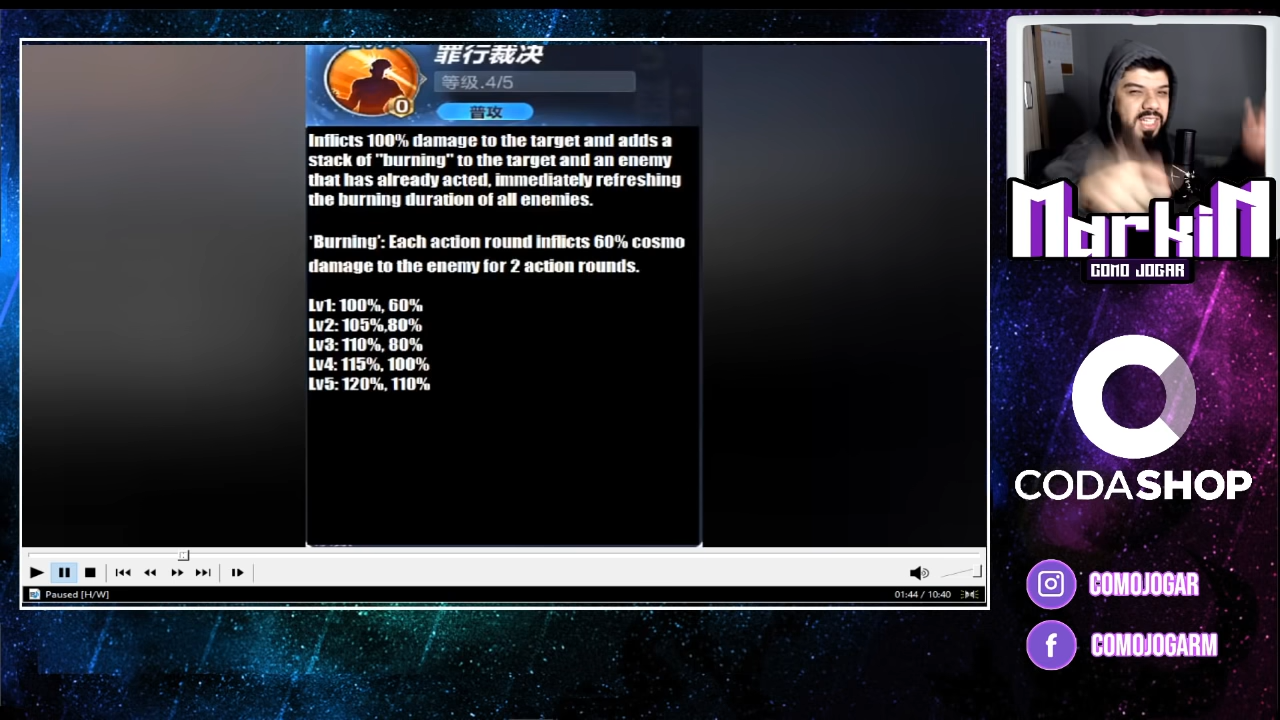 罪行裁决
等级.4/5
0
普攻
Inflicts 100% damage to the target and adds a
stack of "burning" to the target and an enemy
that has already acted, immediately refreshing
the burning duration of all enemies.
'Burning': Each action round inflicts 60% cosmo
damage to the enemy for 2 action rounds.
Lv1: 100%, 60%
Lv2: 105%,80%
Lv3: 110%, 80%
Lv4: 115%, 100%
Lv5: 120%, 110%
Paused [H/W]
01:44 / 10:40
MarkiN
COMO JOGAR
CODASHOP
COMOJOGAR
COMOJOGARM